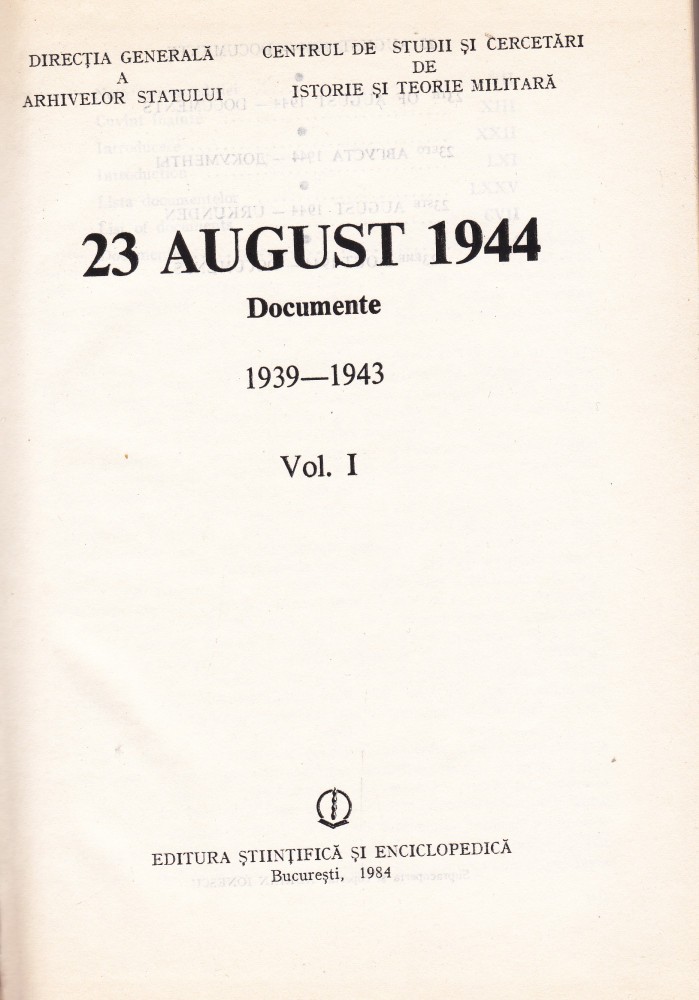 DIRECȚIA GENERALĂ
A
ARHIVELOR STATULUI
CENTRUL DE STUDII ȘI CERCETĂRI
DE
ISTORIE ȘI TEORIE MILITARĂ
23 AUGUST 1944
Documente
1939—1943
Vol. I
EDITURA ȘTIINȚIFICĂ ȘI ENCICLOPEDICĂ
București, 1984